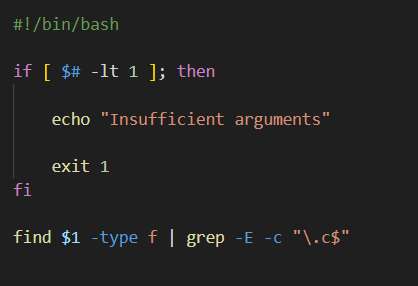 #!/bin/bash
if [ $# -lt 1 ]; then
echo "Insufficient arguments"
exit 1
fi
find $1 -type f | grep -E -c "\.c$"